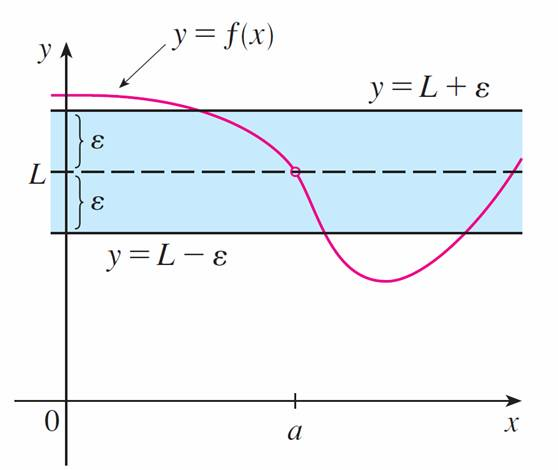 y = f(x)
y
y = L + ε
ε
L
ε
y = L − ε
0
a
x